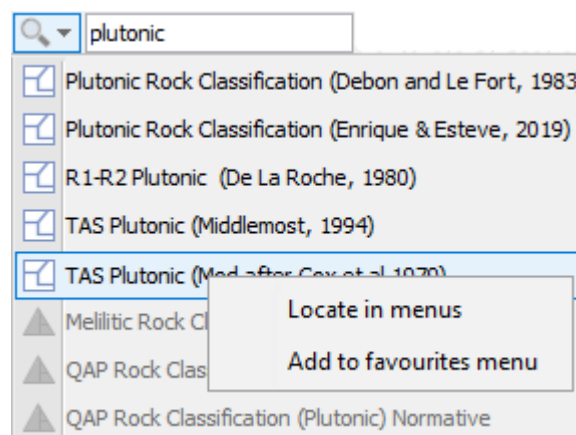 plutonic
Plutonic Rock Classification (Debon and Le Fort, 1983
Plutonic Rock Classification (Enrique & Esteve, 2019)
R1-R2 Plutonic (De La Roche, 1980)
TAS Plutonic (Middlemost, 1994)
TAS Plutonic (Mod after Cox et al 1979)
Locate in menus
Melilitic Rock Cl
Add to favourites menu
QAP Rock Clas
QAP Rock Classification (Plutonic) Normative